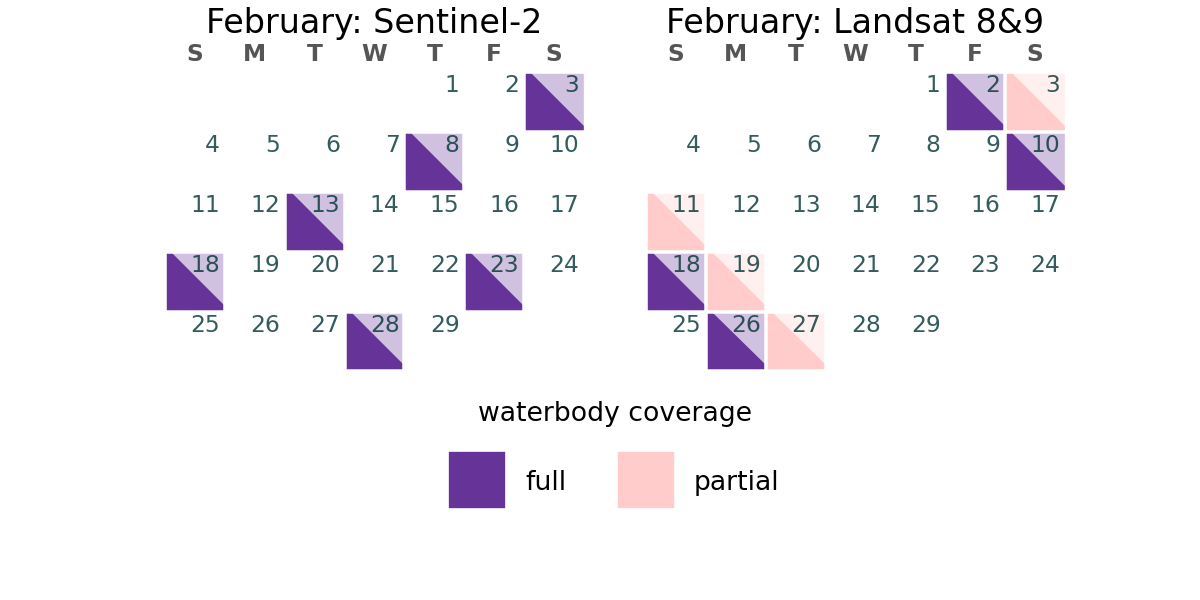 February: Sentinel-2
S M T W T F S
1 2 3
4 5 6 7 8 9 10
11 12 13 14 15 16 17
18 19 20 21 22 23 24
25 26 27 28 29
February: Landsat 8&9
S M T W T F S
1 2 3
4 5 6 7 8 9 10
11 12 13 14 15 16 17
18 19 20 21 22 23 24
25 26 27 28 29
waterbody coverage
full partial